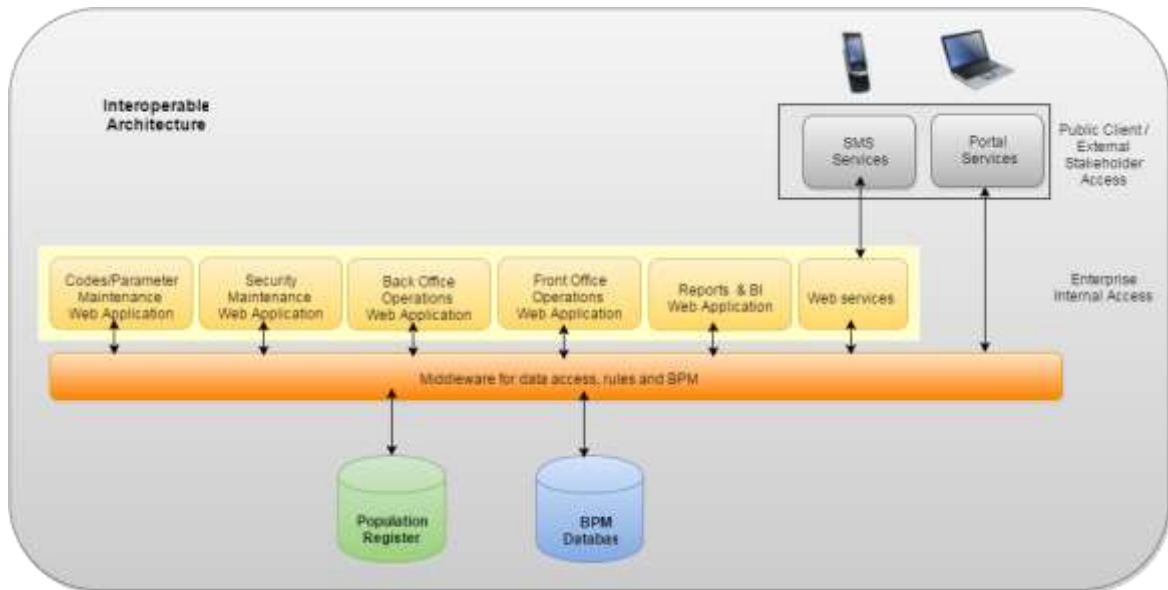 Interoperable
Architecture
SMS
Services
Portal
Services
Public Client /
External
Stakeholder
Access
Codes/Parameter
Maintenance
Web Application
Security
Maintenance
Web Application
Back Office
Operations
Web Application
Front Office
Operations
Web Application
Reports & BI
Web Application
Web services
Enterprise
Internal Access
Middleware for data access, rules and BPM
Population
Register
BPM
Databas